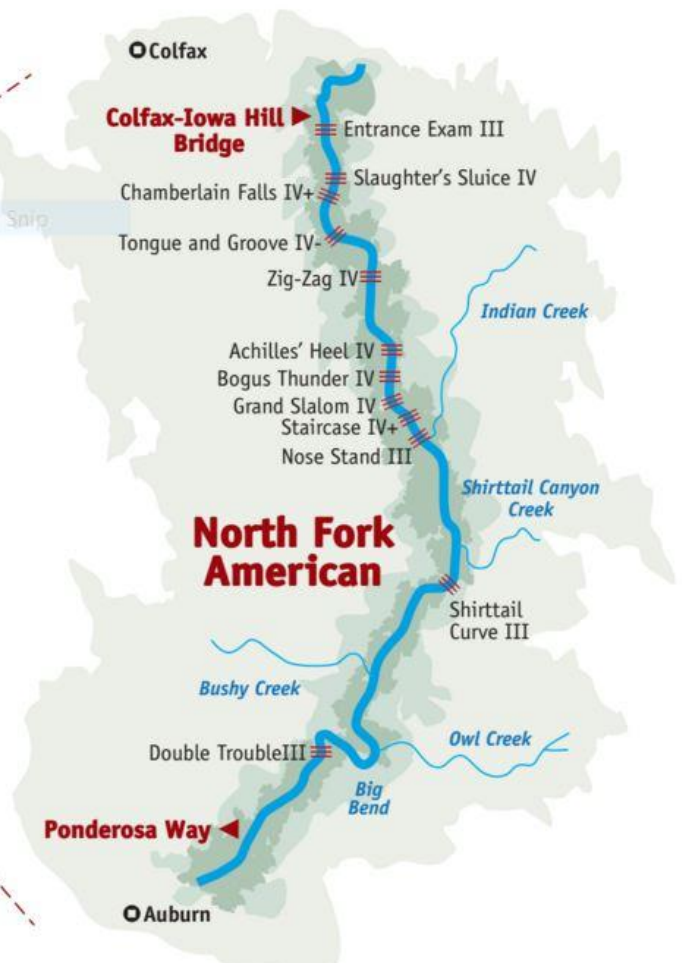 Colfax
Colfax-Iowa Hill
Bridge
Entrance Exam III
Slaughter's Sluice IV
Chamberlain Falls IV+
Snip
Tongue and Groove IV-
Zig-Zag IV
Indian Creek
Achilles' Heel IV
Bogus Thunder IV
Grand Slalom IV
Staircase IV+
Nose Stand III
Shirttail Canyon
Creek
North Fork
American
Shirttail
Curve III
Bushy Creek
Owl Creek
Double TroubleIII
Big
Bend
Ponderosa Way
Auburn